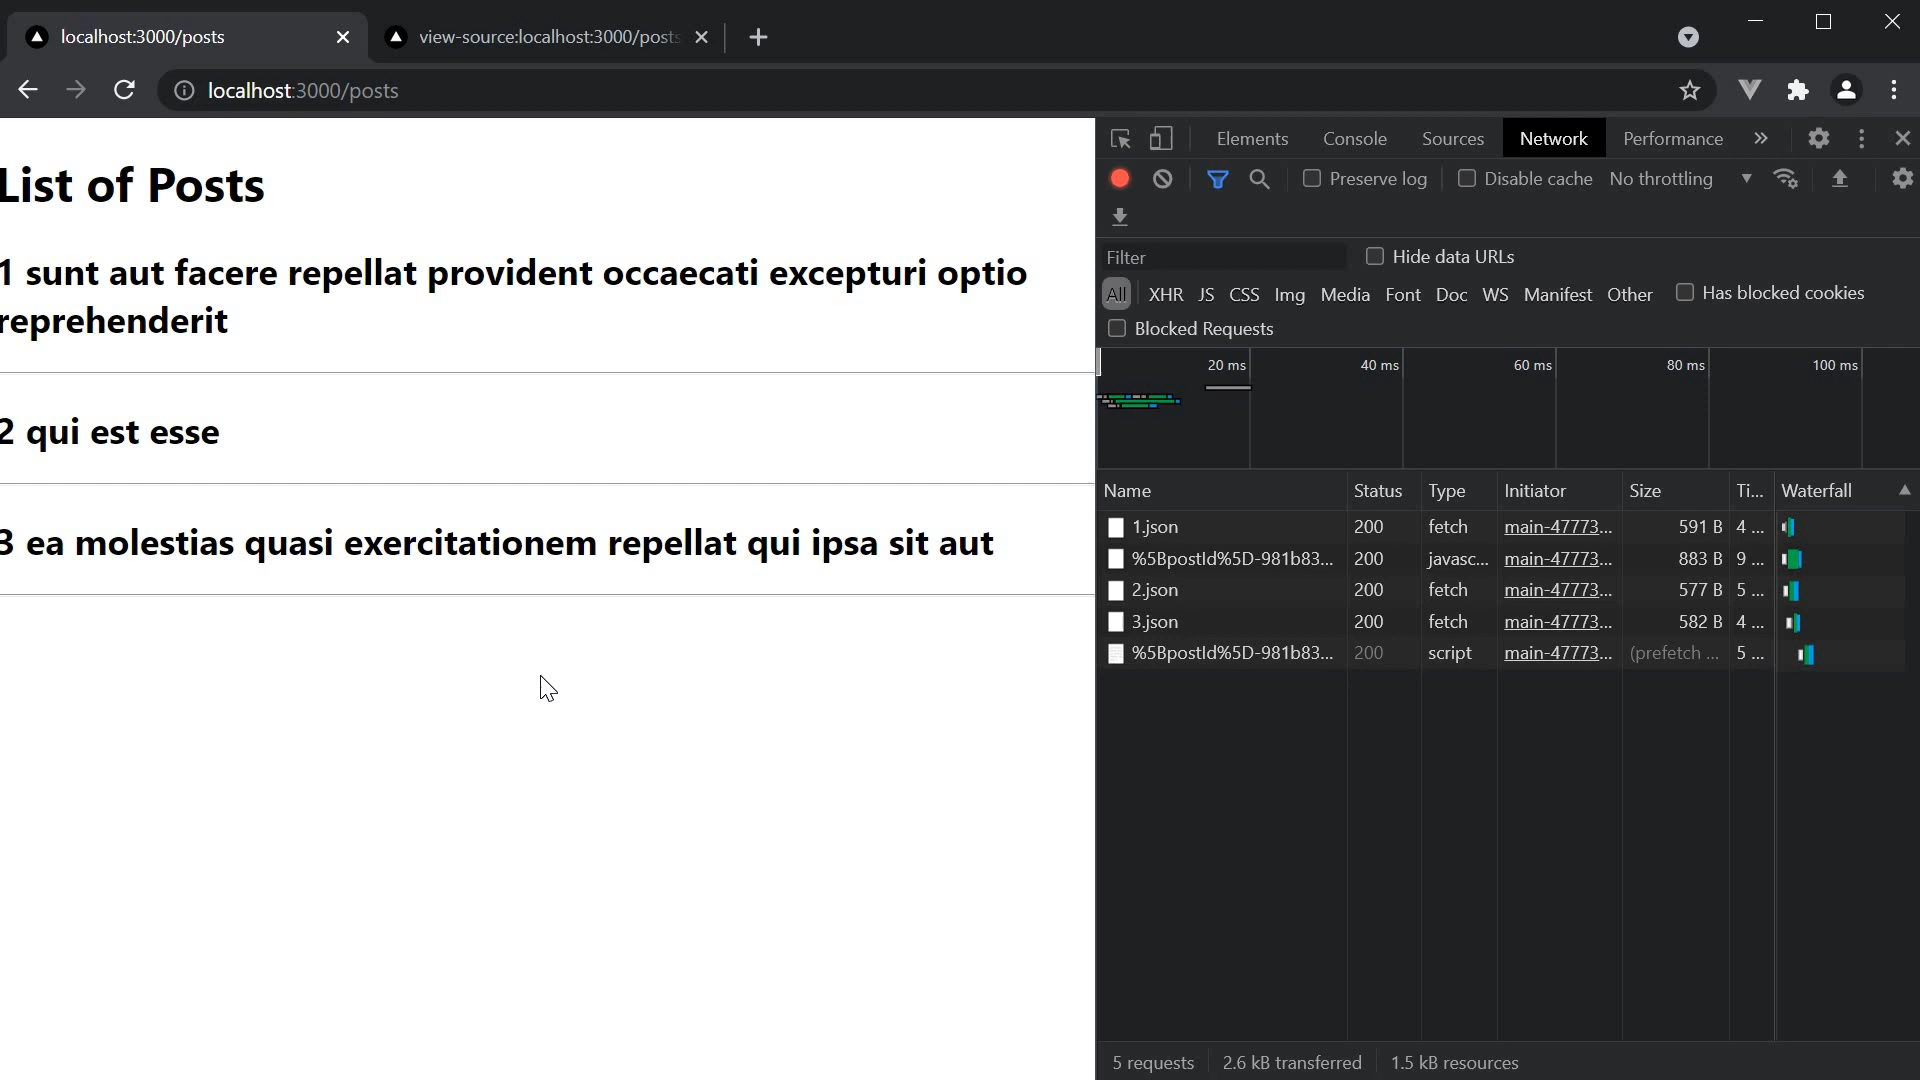 localhost:3000/posts
view-source:localhost:3000/posts
localhost:3000/posts
List of Posts
1 sunt aut facere repellat provident occaecati excepturi optio
reprehenderit
2 qui est esse
3 ea molestias quasi exercitationem repellat qui ipsa sit aut
Elements Console Sources Network Performance »
Preserve log Disable cache No throttling
Filter Hide data URLs
All XHR JS CSS Img Media Font Doc WS Manifest Other Has blocked cookies
Blocked Requests
20 ms 40 ms 60 ms 80 ms 100 ms
Name Status Type Initiator Size Ti... Waterfall
1.json 200 fetch main-47773... 591 B 4 ...
%5BpostId%5D-981b83... 200 javasc... main-47773... 883 B 9 ...
2.json 200 fetch main-47773... 577 B 5 ...
3.json 200 fetch main-47773... 582 B 4 ...
%5BpostId%5D-981b83... 200 script main-47773... (prefetch ... 5 ...
5 requests 2.6 kB transferred 1.5 kB resources